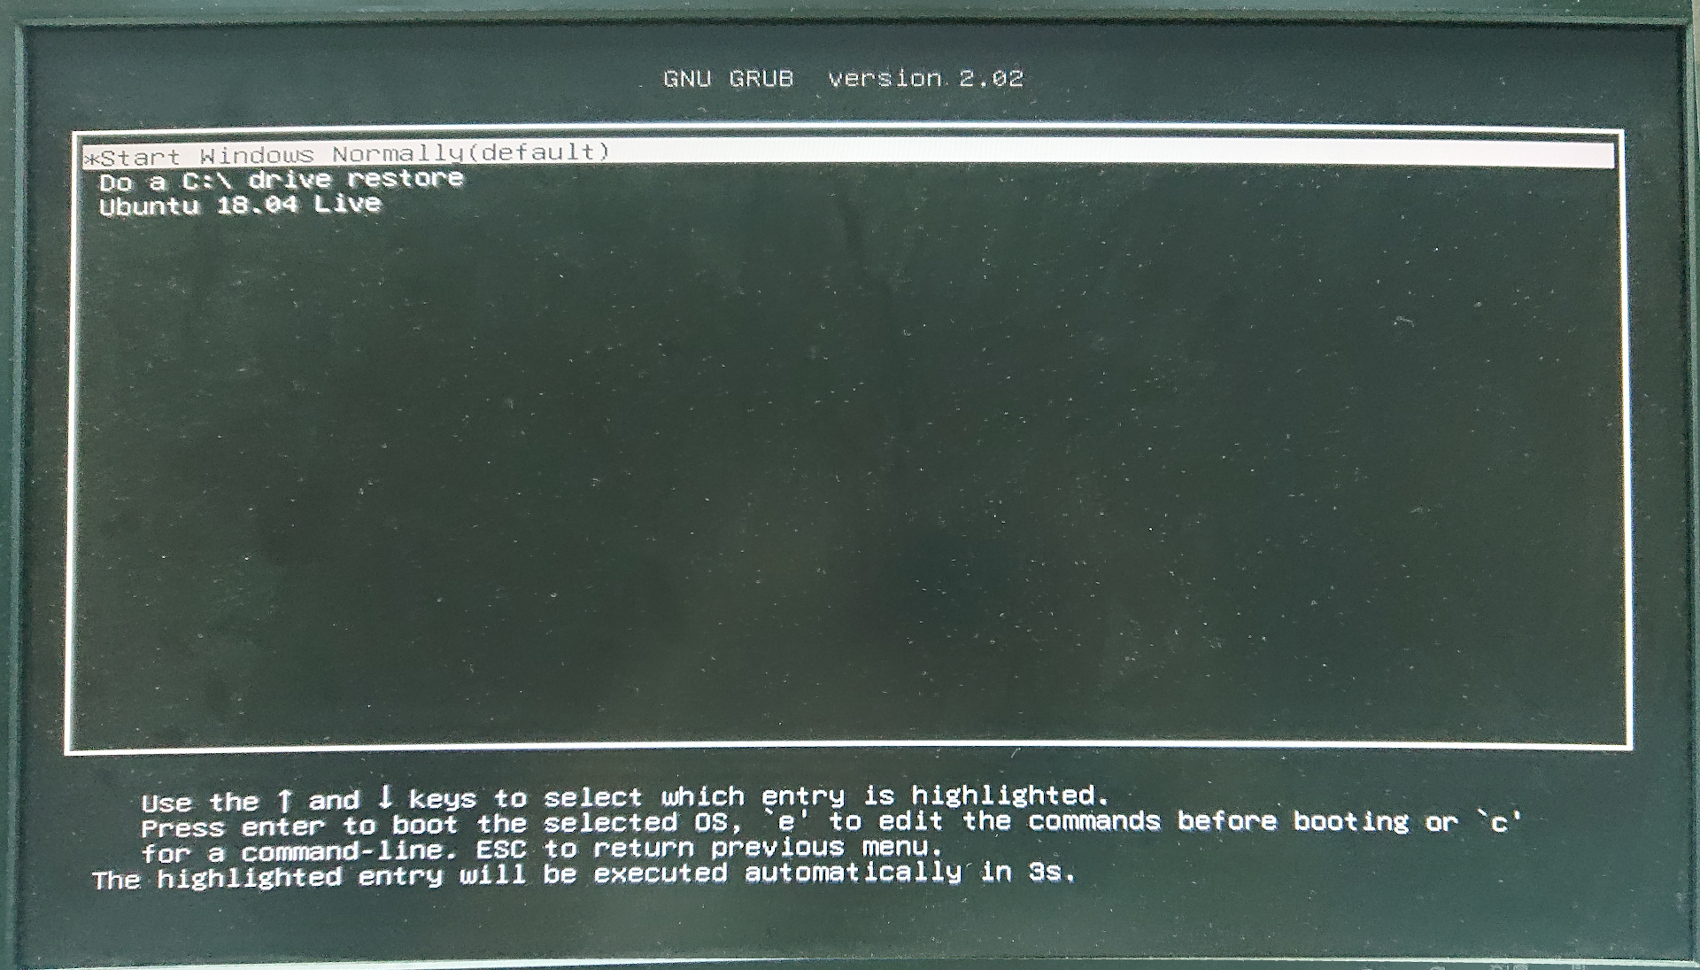 GNU GRUB version 2.02
*Start Windows Normally(default)
Do a C:\ drive restore
Ubuntu 18.04 Live
Use the ↑ and ↓ keys to select which entry is highlighted.
Press enter to boot the selected OS, `e' to edit the commands before booting or `c'
for a command-line. ESC to return previous menu.
The highlighted entry will be executed automatically in 3s.